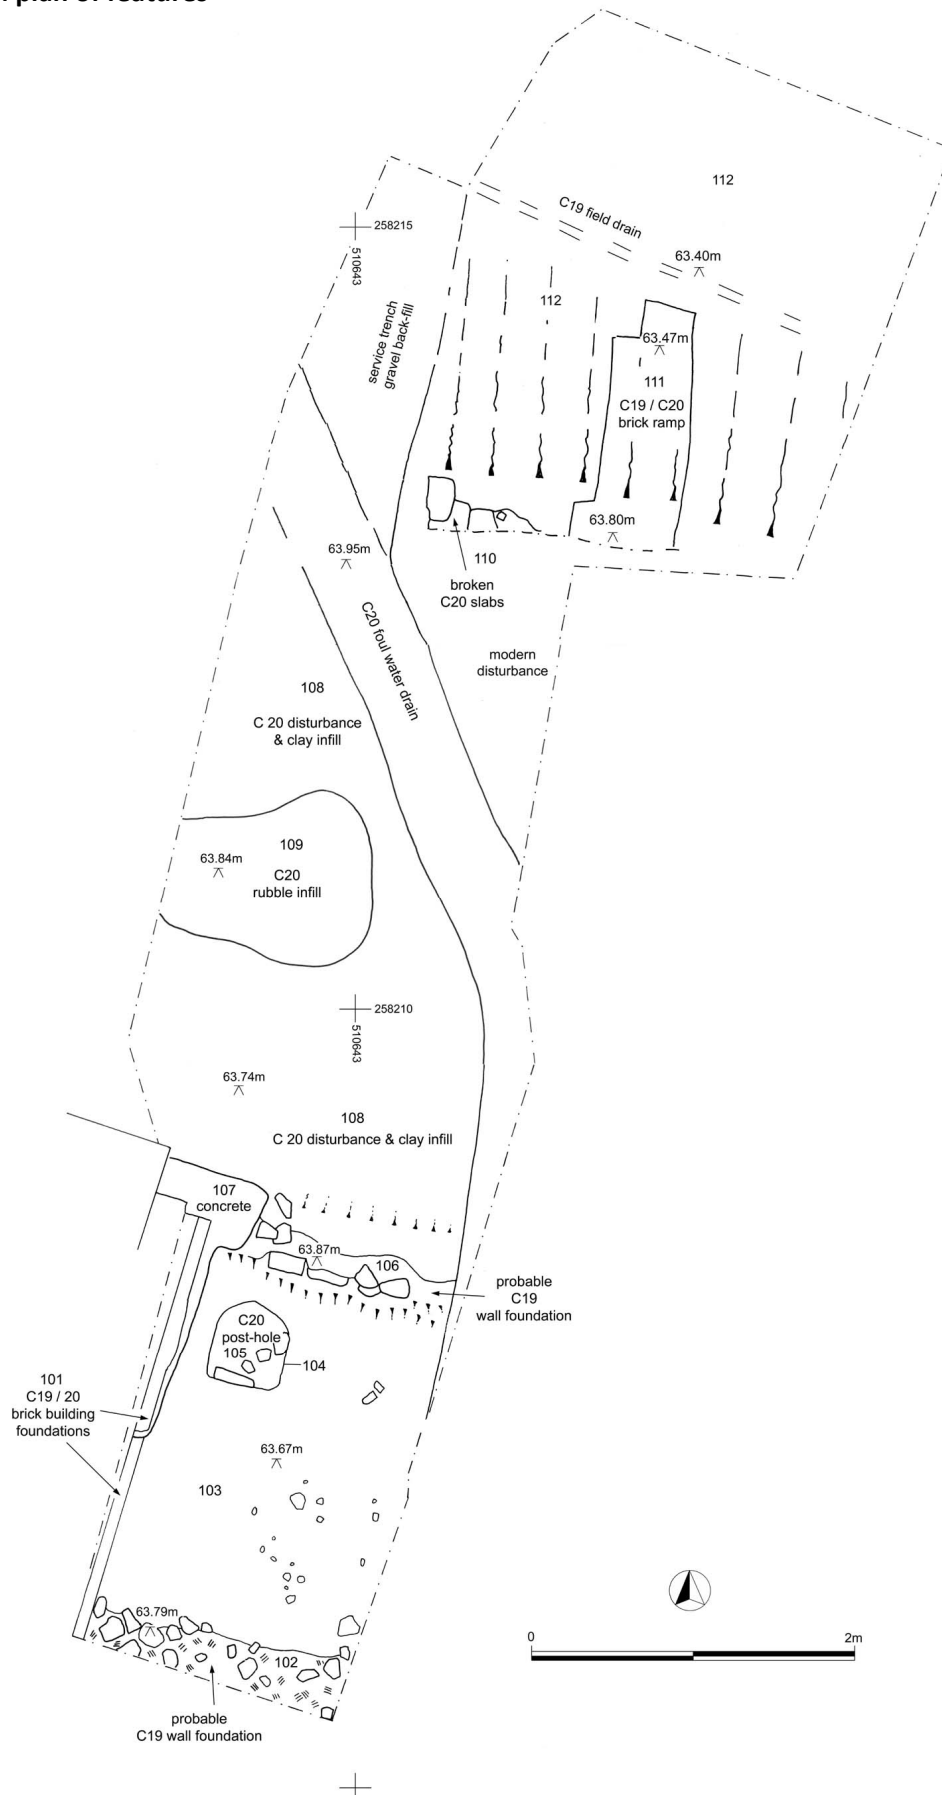 plan of features
112
C19 field drain
258215
510643
63.40m
112
service trench
gravel back-fill
63.47m
111
C19 / C20
brick ramp
63.80m
63.95m
110
broken
C20 slabs
C20 foul water drain
modern
disturbance
108
C 20 disturbance
& clay infill
109
63.84m
C20
rubble infill
258210
510643
63.74m
108
C 20 disturbance & clay infill
107
concrete
63.87m
106
probable
C19
wall foundation
C20
post-hole
105
104
101
C19 / 20
brick building
foundations
63.67m
103
63.79m
102
probable
C19 wall foundation
0
2m